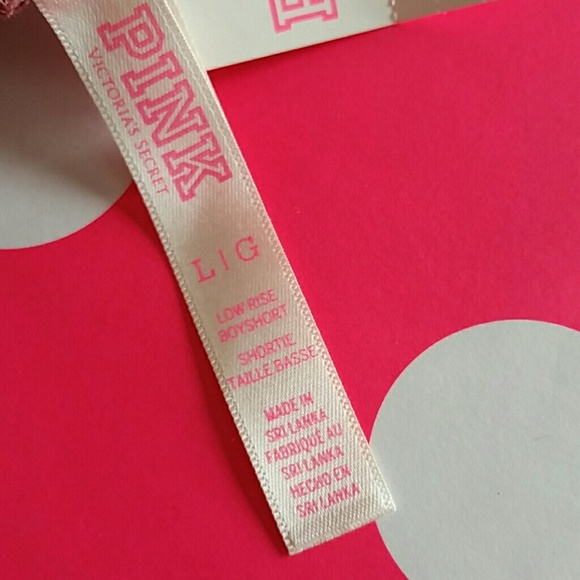 PINK
VICTORIA'S SECRET
L | G
LOW RISE
BOYSHORT
SHORTIE
TAILLE BASSE
MADE IN
SRI LANKA
FABRIQUÉ AU
SRI LANKA
HECHO EN
SRI LANKA